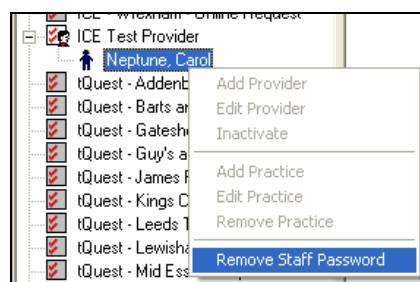 ICE - Wrexham - Online Request
ICE Test Provider
Neptune, Carol
tQuest - Addenb
tQuest - Barts ar
tQuest - Gateshe
tQuest - Guy's a
tQuest - James P
tQuest - Kings C
tQuest - Leeds T
tQuest - Lewisha
tQuest - Mid Ess
Add Provider
Edit Provider
Inactivate
Add Practice
Edit Practice
Remove Practice
Remove Staff Password